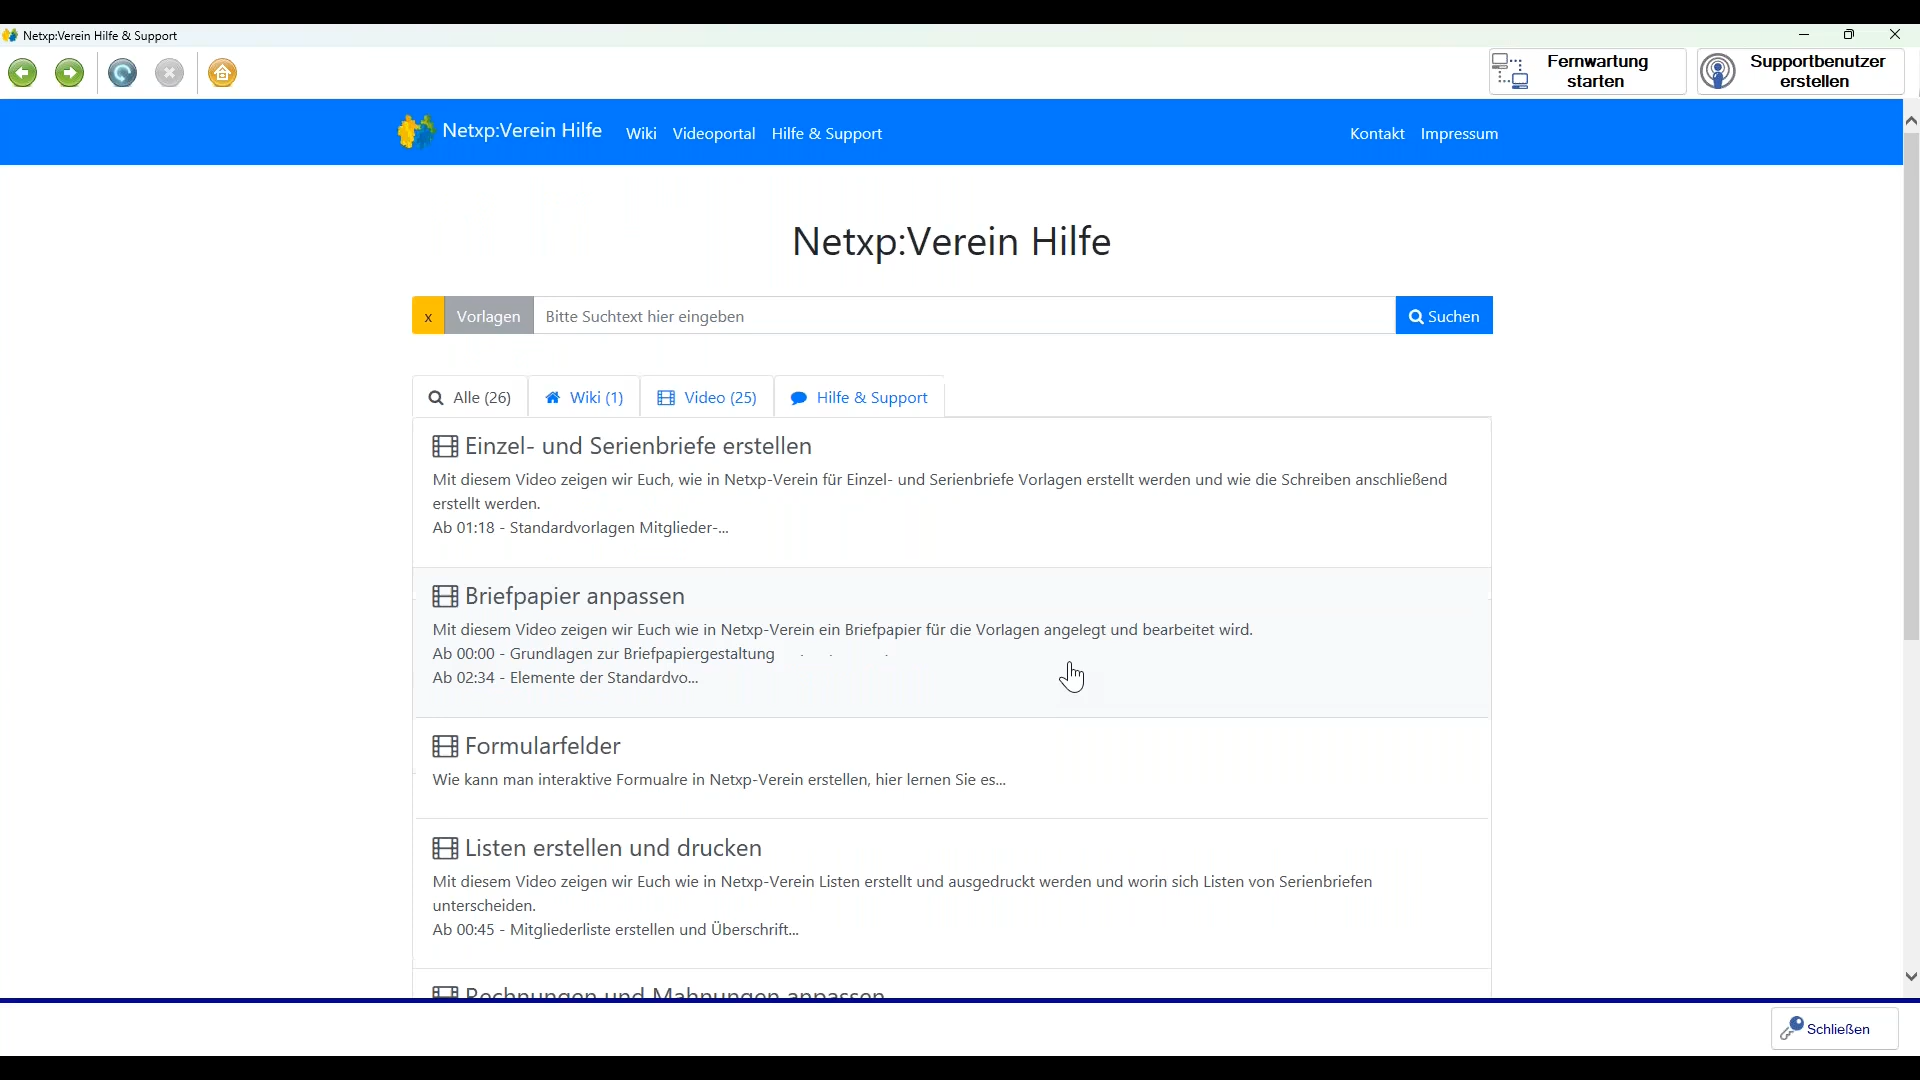 Netxp:Verein Hilfe & Support
Fernwartung
starten
Supportbenutzer
erstellen
Netxp:Verein Hilfe Wiki Videoportal Hilfe & Support Kontakt Impressum
Netxp:Verein Hilfe
x Vorlagen Bitte Suchtext hier eingeben Suchen
Alle (26) Wiki (1) Video (25) Hilfe & Support
Einzel- und Serienbriefe erstellen
Mit diesem Video zeigen wir Euch, wie in Netxp-Verein für Einzel- und Serienbriefe Vorlagen erstellt werden und wie die Schreiben anschließend
erstellt werden.
Ab 01:18 - Standardvorlagen Mitglieder-...
Briefpapier anpassen
Mit diesem Video zeigen wir Euch wie in Netxp-Verein ein Briefpapier für die Vorlagen angelegt und bearbeitet wird.
Ab 00:00 - Grundlagen zur Briefpapiergestaltung
Ab 02:34 - Elemente der Standardvo...
Formularfelder
Wie kann man interaktive Formualre in Netxp-Verein erstellen, hier lernen Sie es...
Listen erstellen und drucken
Mit diesem Video zeigen wir Euch wie in Netxp-Verein Listen erstellt und ausgedruckt werden und worin sich Listen von Serienbriefen
unterscheiden.
Ab 00:45 - Mitgliederliste erstellen und Überschrift...
Rechnungen und Mahnungen anpassen
Schließen